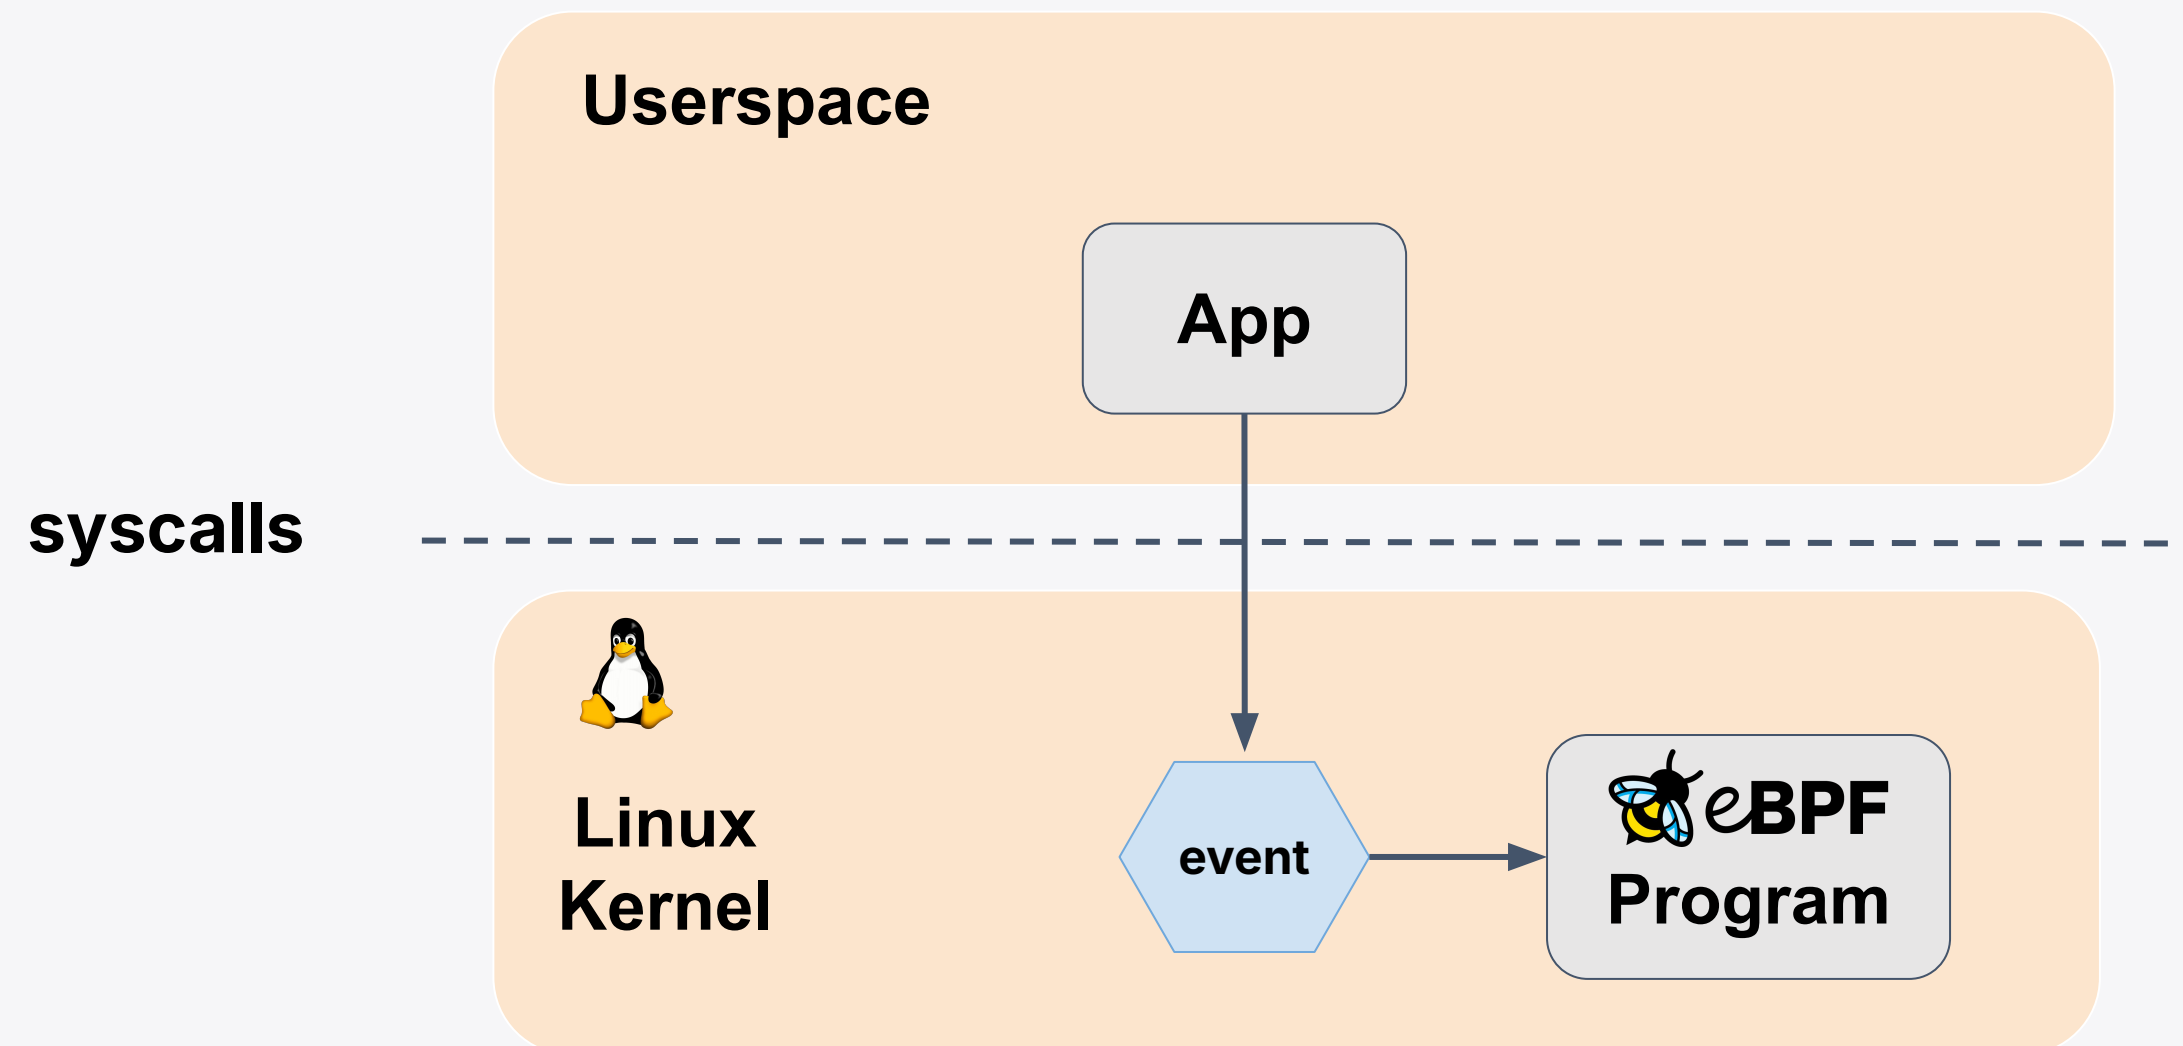 Userspace
App
syscalls
Linux
Kernel
event
eBPF
Program